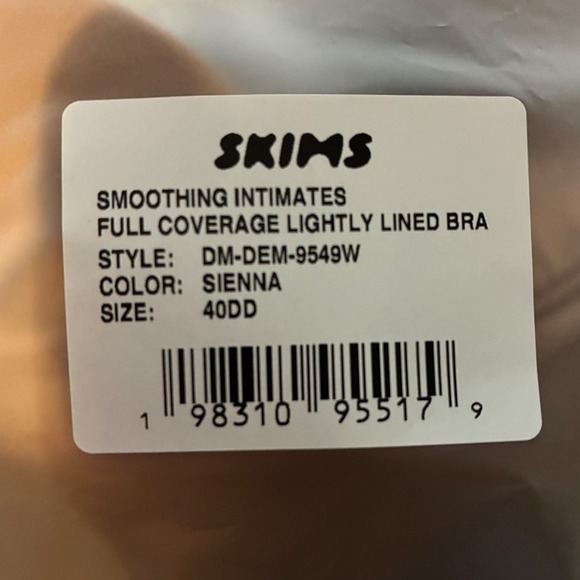 SKIMS
SMOOTHING INTIMATES
FULL COVERAGE LIGHTLY LINED BRA
STYLE: DM-DEM-9549W
COLOR: SIENNA
SIZE: 40DD
1 98310 95517 9